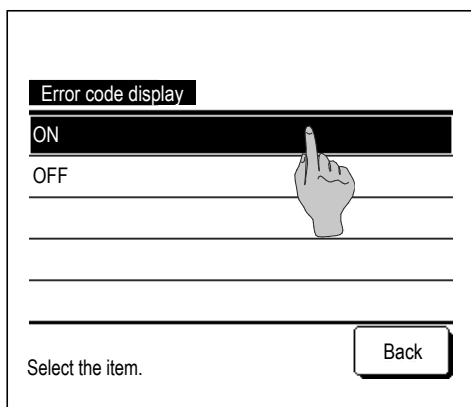 Error code display
ON
OFF
Back
Select the item.